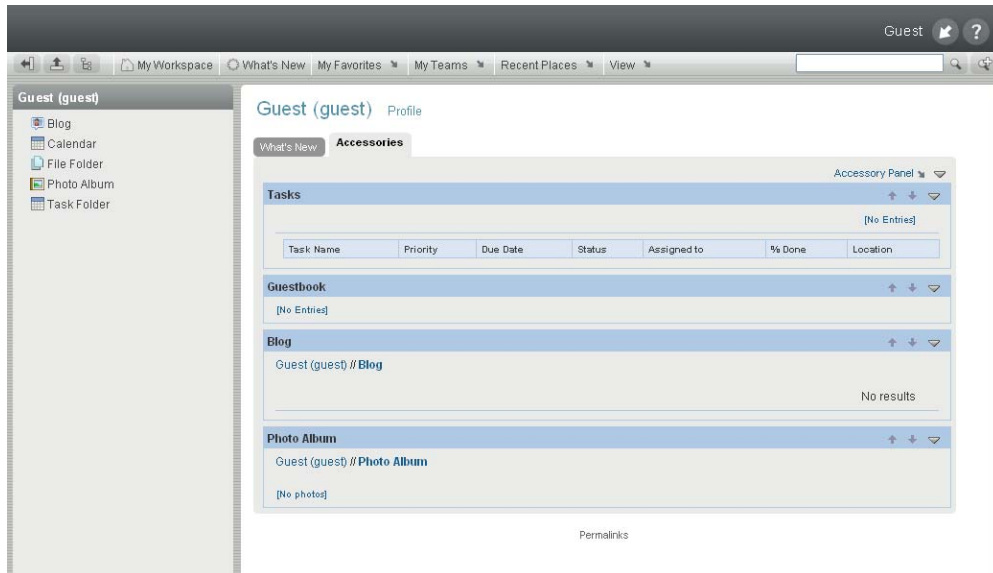 Guest ?
My Workspace What's New My Favorites My Teams Recent Places View
Guest (guest)
Blog
Calendar
File Folder
Photo Album
Task Folder
Guest (guest) Profile
What's New Accessories
Accessory Panel
Tasks
[No Entries]
Task Name Priority Due Date Status Assigned to % Done Location
Guestbook
[No Entries]
Blog
Guest (guest) // Blog
No results
Photo Album
Guest (guest) // Photo Album
[No photos]
Permalinks